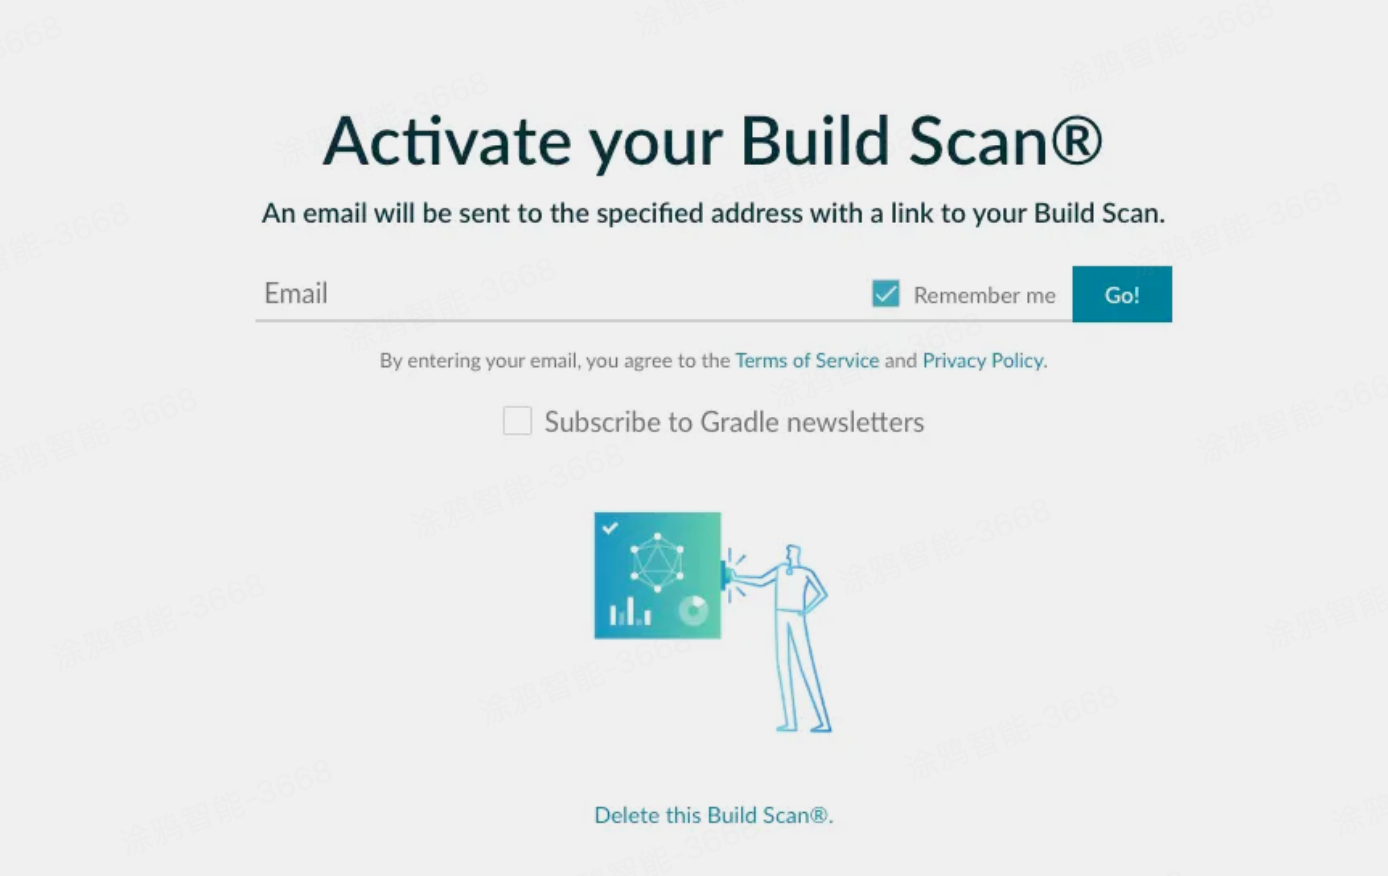 Activate your Build Scan®
An email will be sent to the specified address with a link to your Build Scan.
Email
Remember me
Go!
By entering your email, you agree to the Terms of Service and Privacy Policy.
Subscribe to Gradle newsletters
Delete this Build Scan®.
涂鸦智能-3668